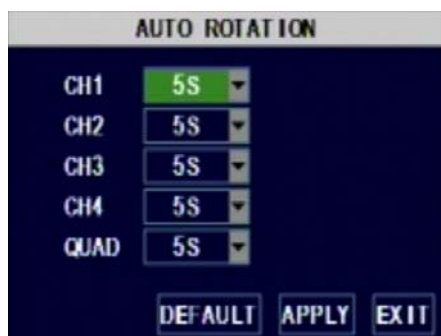 AUTO ROTATION
CH1 5S
CH2 5S
CH3 5S
CH4 5S
QUAD 5S
DEFAULT APPLY EXIT